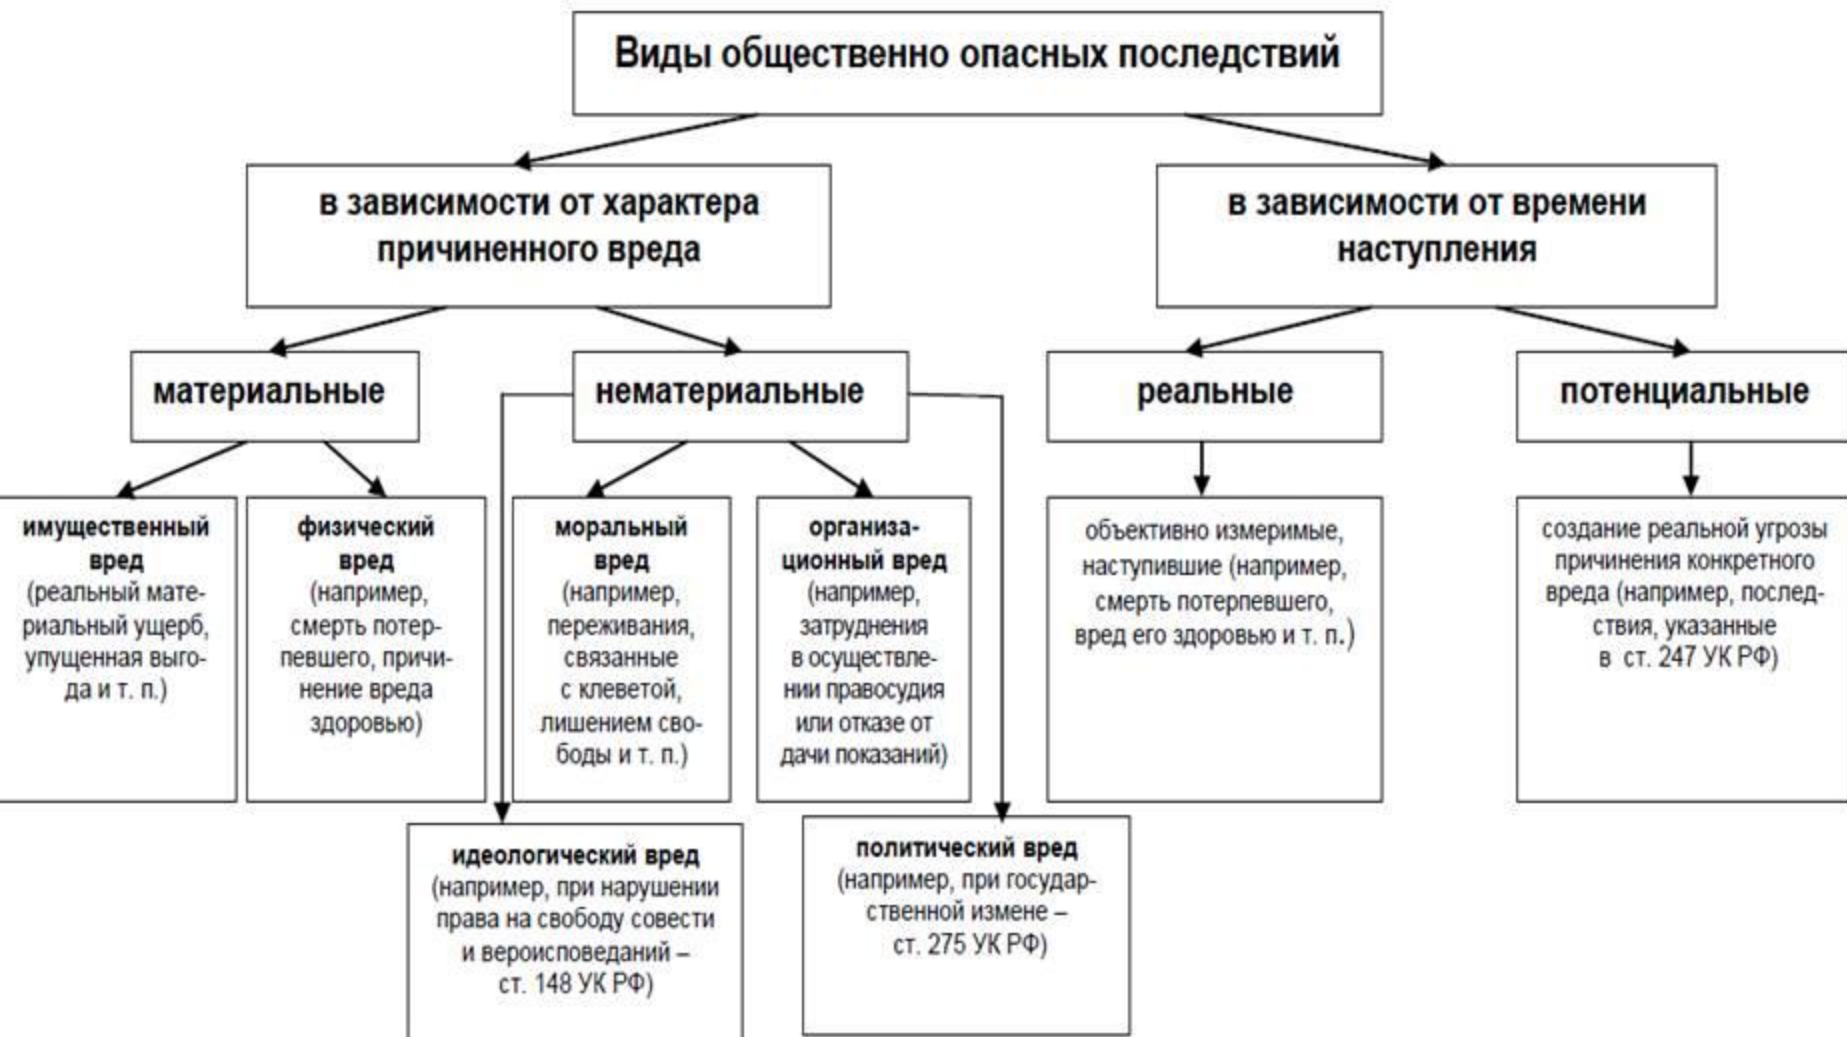 Виды общественно опасных последствий
в зависимости от характера
причиненного вреда
в зависимости от времени
наступления
материальные
нематериальные
реальные
потенциальные
имущественный
вред
(реальный мате-
риальный ущерб,
упущенная выго-
да и т. п.)
физический
вред
(например,
смерть потер-
певшего, причи-
нение вреда
здоровью)
моральный
вред
(например,
переживания,
связанные
с клеветой,
лишением сво-
боды и т. п.)
организа-
ционный вред
(например,
затруднения
в осуществле-
нии правосудия
или отказе от
дачи показаний)
объективно измеримые,
наступившие (например,
смерть потерпевшего,
вред его здоровью и т. п.)
создание реальной угрозы
причинения конкретного
вреда (например, послед-
ствия, указанные
в ст. 247 УК РФ)
идеологический вред
(например, при нарушении
права на свободу совести
и вероисповеданий –
ст. 148 УК РФ)
политический вред
(например, при государ-
ственной измене –
ст. 275 УК РФ)